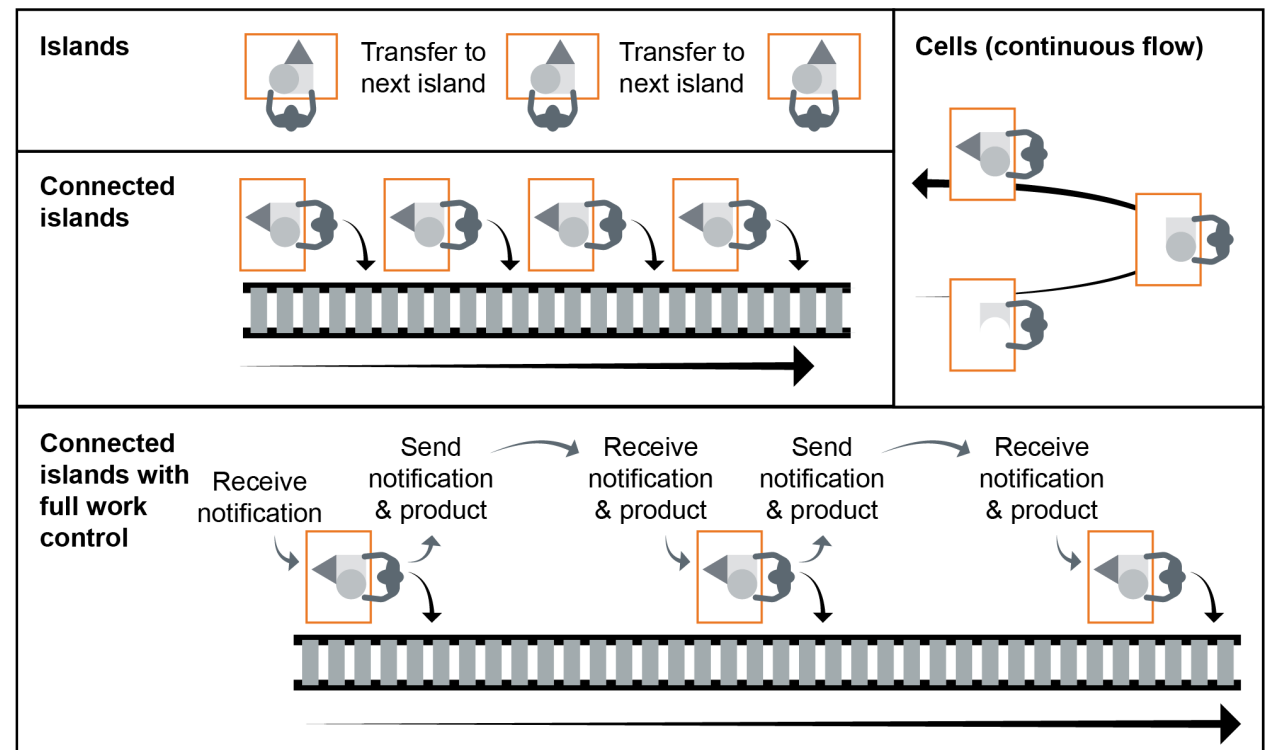 Islands
Transfer to
next island
Transfer to
next island
Cells (continuous flow)
Connected
islands
Connected
islands with
full work
control
Receive
notification
Send
notification
& product
Receive
notification
& product
Send
notification
& product
Receive
notification
& product